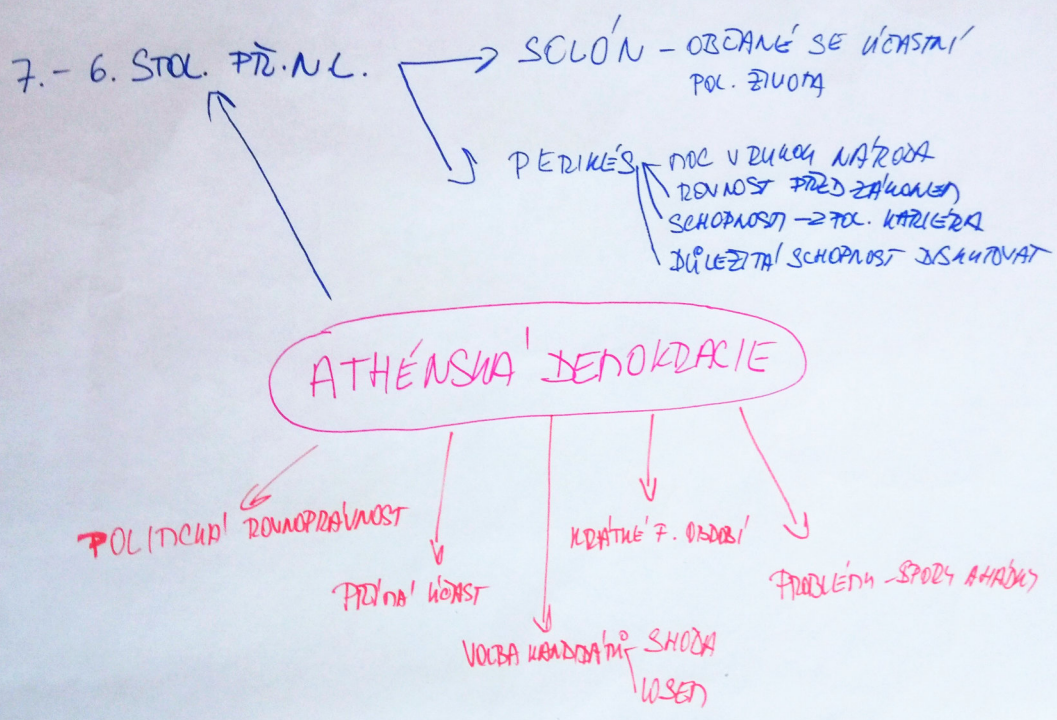 7. - 6. STOL. PŘ. N. L.
SOLÓN - OBČANÉ SE ÚČASTNÍ
POL. ŽIVOTA
PERIKLÉS - MOC V RUKOU NÁRODA
ROVNOST PŘED ZÁKONEM
SCHOPNOSTI → POL. KARIÉRA
DŮLEŽITÁ SCHOPNOST DISKUTOVAT
ATHÉNSKÁ DEMOKRACIE
POLITICKÁ ROVNOPRÁVNOST
PŘÍMÁ ÚČAST
VOLBA KANDIDÁTŮ - SHODA
LOSEM
KRÁTKÉ F. OBDOBÍ
PROBLÉMY - SPORY A HÁDKY